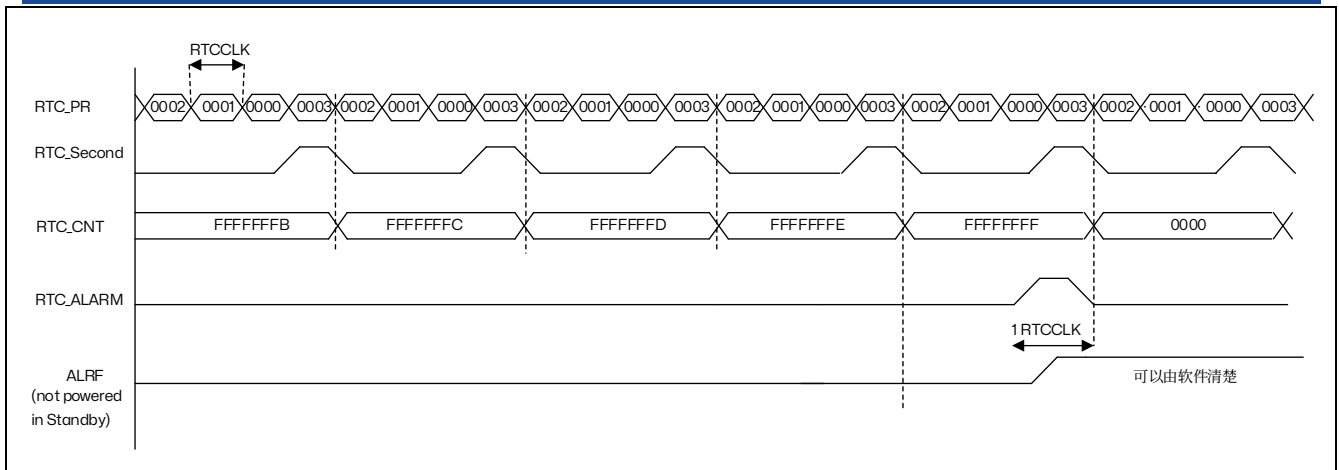 RTCCLK
RTC_PR 0002 0001 0000 0003 0002 0001 0000 0003 0002 0001 0000 0003 0002 0001 0000 0003 0002 0001 0000 0003 0002 0001 0000 0003
RTC_Second
RTC_CNT FFFFFFFB FFFFFFFC FFFFFFFD FFFFFFFE FFFFFFFF 0000
RTC_ALARM
1 RTCCLK
ALRF
(not powered
in Standby)
可以由软件清楚